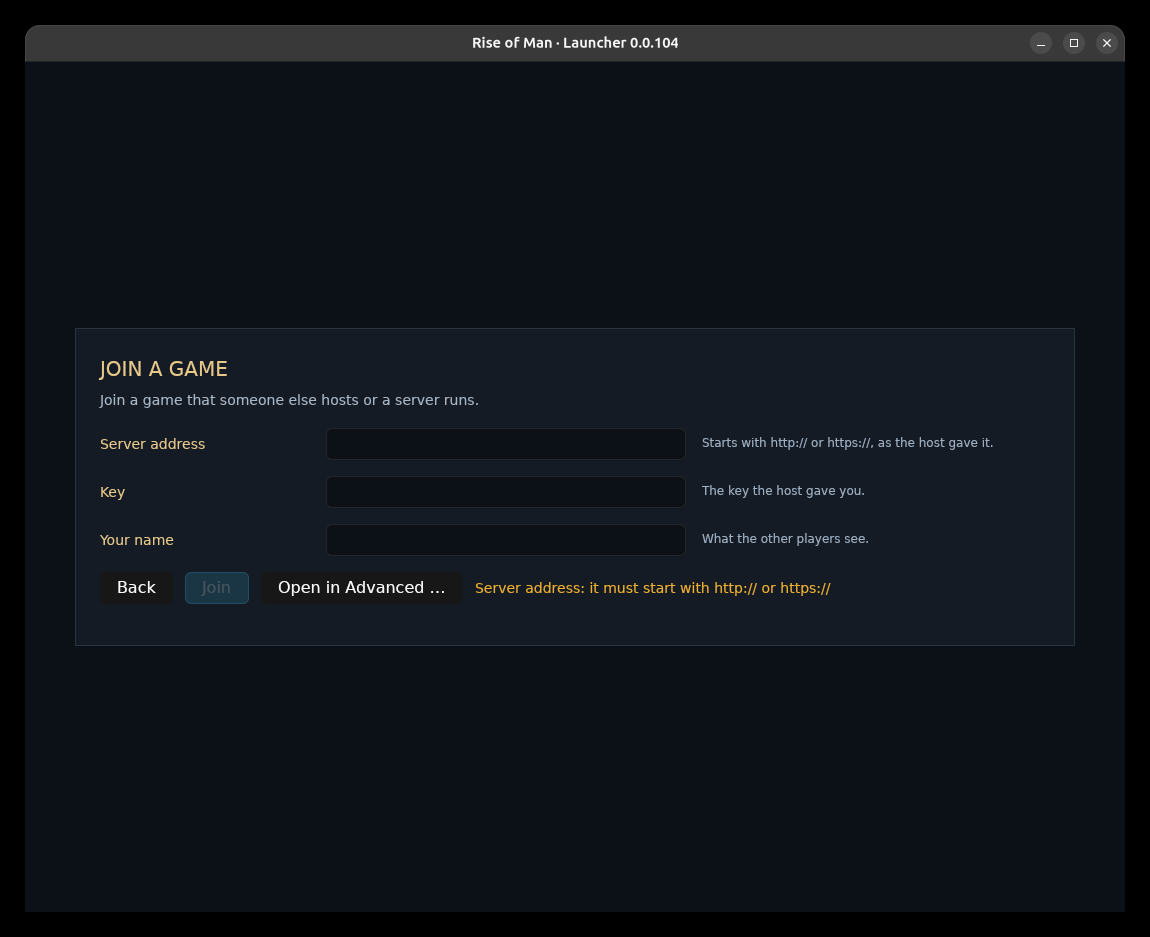 Rise of Man · Launcher 0.0.104
JOIN A GAME
Join a game that someone else hosts or a server runs.
Server address
Starts with http:// or https://, as the host gave it.
Key
The key the host gave you.
Your name
What the other players see.
Back Join Open in Advanced ... Server address: it must start with http:// or https://